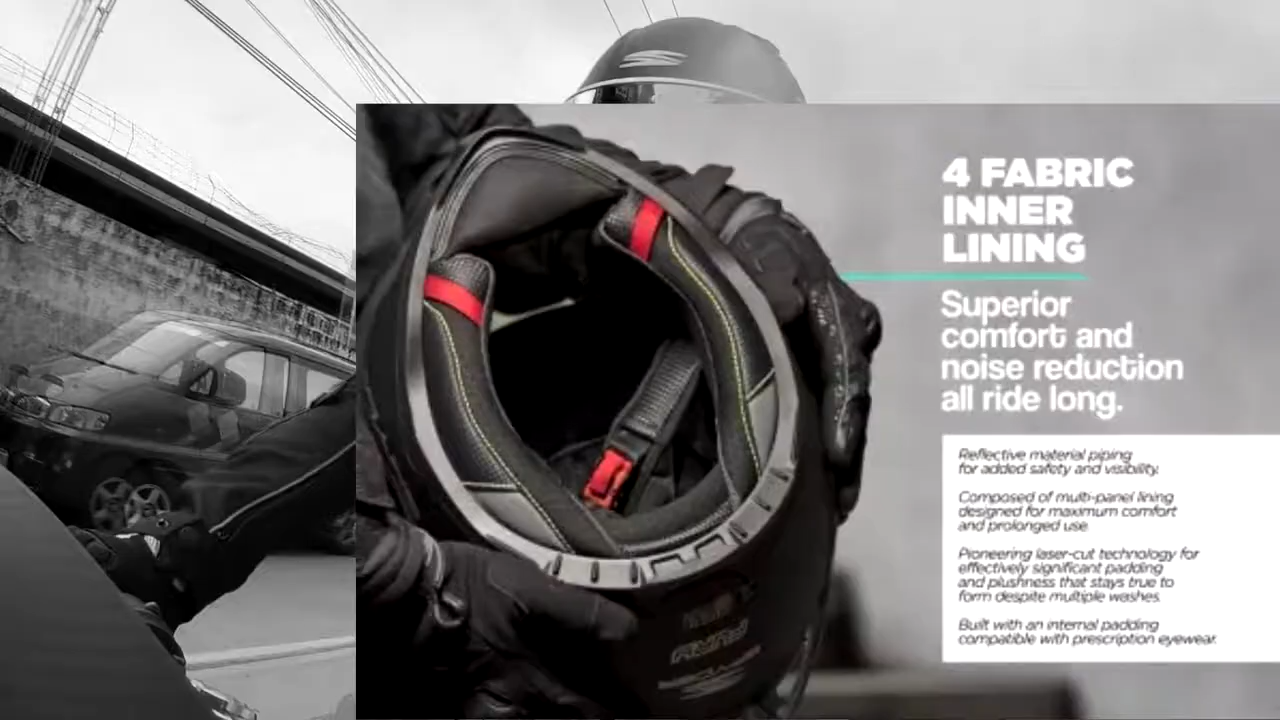 4 FABRIC
INNER
LINING
Superior
comfort and
noise reduction
all ride long.
Reflective material piping
for added safety and visibility.
Composed of multi-panel lining
designed for maximum comfort
and prolonged use.
Pioneering laser-cut technology for
effectively significant padding
and plushness that stays true to
form despite multiple washes.
Built with an internal padding
compatible with prescription eyewear.